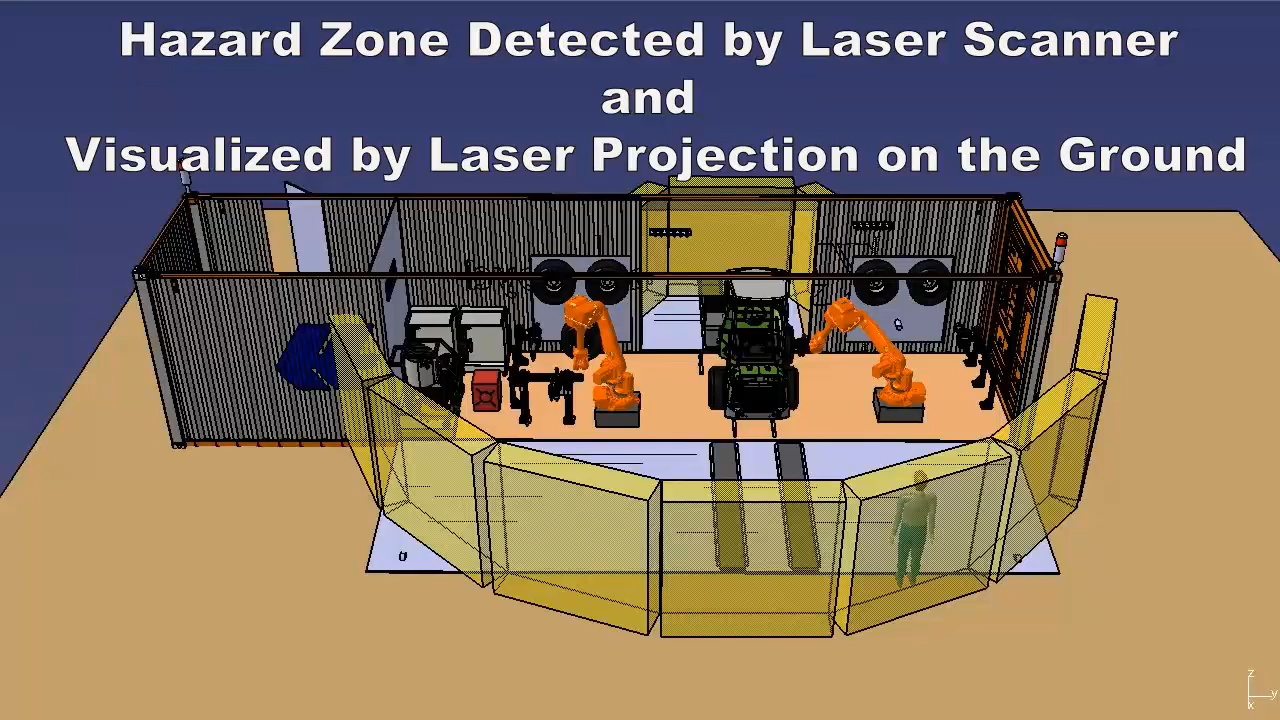 Hazard Zone Detected by Laser Scanner
and
Visualized by Laser Projection on the Ground
z
y
x